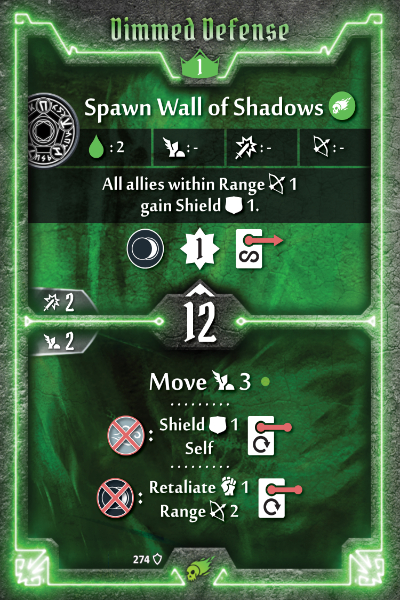 Dimmed Defense
1
Spawn Wall of Shadows
:2 :- :- :-
All allies within Range 1
gain Shield 1.
1
2
12
2
Move 3
: Shield 1
Self
: Retaliate 1
Range 2
274